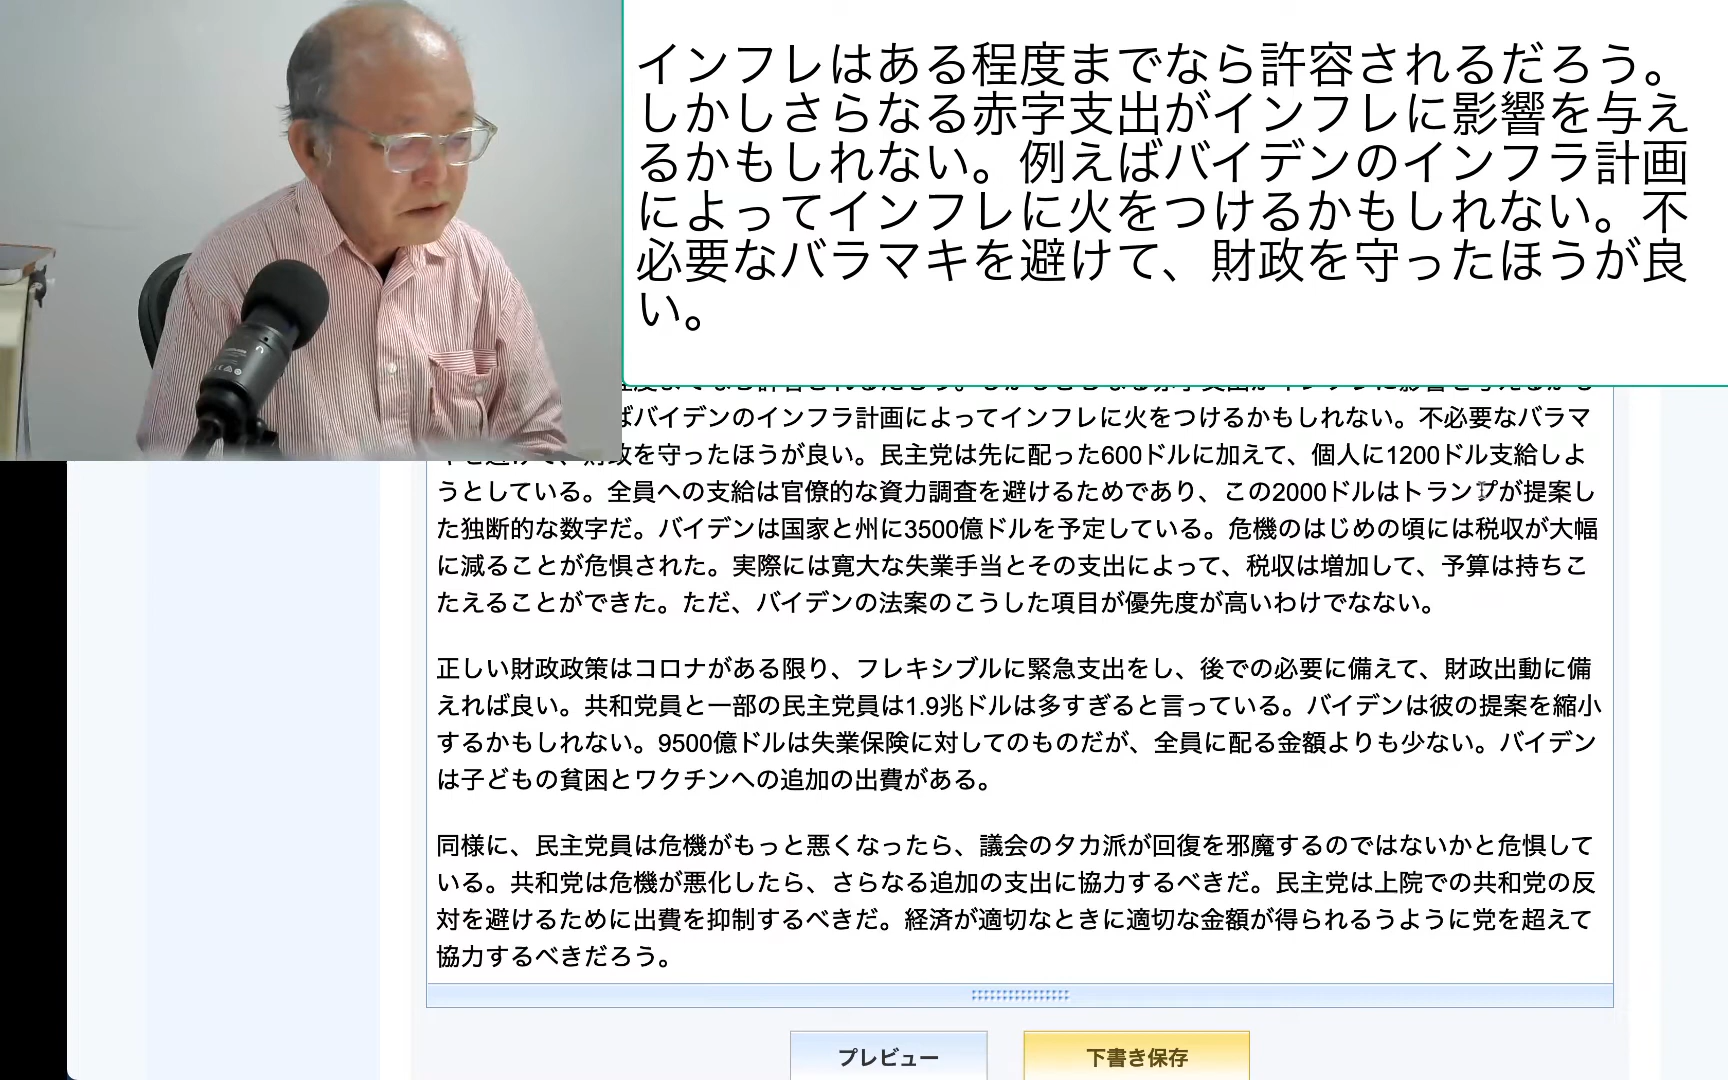 インフレはある程度までなら許容されるだろう。
しかしさらなる赤字支出がインフレに影響を与え
るかもしれない。例えばバイデンのインフラ計画
によってインフレに火をつけるかもしれない。不
必要なバラマキを避けて、財政を守ったほうが良
い。
ばバイデンのインフラ計画によってインフレに火をつけるかもしれない。不必要なバラマ
を守ったほうが良い。民主党は先に配った600ドルに加えて、個人に1200ドル支給しよ
うとしている。全員への支給は官僚的な資力調査を避けるためであり、この2000ドルはトランプが提案し
た独断的な数字だ。バイデンは国家と州に3500億ドルを予定している。危機のはじめの頃には税収が大幅
に減ることが危惧された。実際には寛大な失業手当とその支出によって、税収は増加して、予算は持ちこ
たえることができた。ただ、バイデンの法案のこうした項目が優先度が高いわけでなない。
正しい財政政策はコロナがある限り、フレキシブルに緊急支出をし、後での必要に備えて、財政出動に備
えれば良い。共和党員と一部の民主党員は1.9兆ドルは多すぎると言っている。バイデンは彼の提案を縮小
するかもしれない。9500億ドルは失業保険に対してのものだが、全員に配る金額よりも少ない。バイデン
は子どもの貧困とワクチンへの追加の出費がある。
同様に、民主党員は危機がもっと悪くなったら、議会のタカ派が回復を邪魔するのではないかと危惧して
いる。共和党は危機が悪化したら、さらなる追加の支出に協力するべきだ。民主党は上院での共和党の反
対を避けるために出費を抑制するべきだ。経済が適切なときに適切な金額が得られるうように党を超えて
協力するべきだろう。
プレビュー
下書き保存